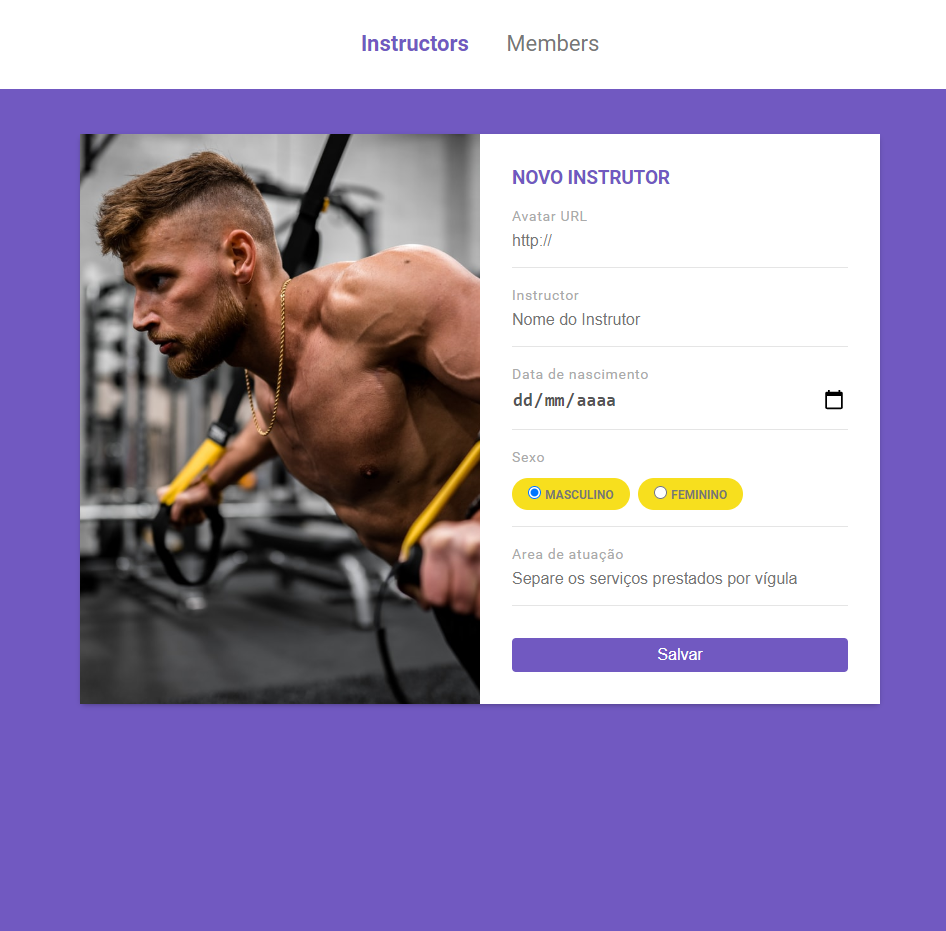 Instructors Members
NOVO INSTRUTOR
Avatar URL
http://
Instructor
Nome do Instrutor
Data de nascimento
dd/mm/aaaa
Sexo
MASCULINO FEMININO
Area de atuação
Separe os serviços prestados por vígula
Salvar